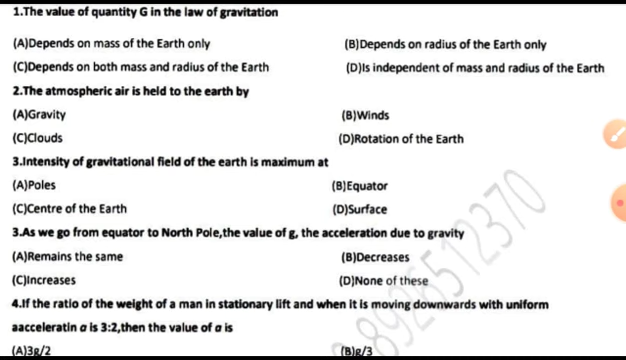 1.The value of quantity G in the law of gravitation
(A)Depends on mass of the Earth only (B)Depends on radius of the Earth only
(C)Depends on both mass and radius of the Earth (D)Is independent of mass and radius of the Earth
2.The atmospheric air is held to the earth by
(A)Gravity (B)Winds
(C)Clouds (D)Rotation of the Earth
3.Intensity of gravitational field of the earth is maximum at
(A)Poles (B)Equator
(C)Centre of the Earth (D)Surface
3.As we go from equator to North Pole,the value of g, the acceleration due to gravity
(A)Remains the same (B)Decreases
(C)Increases (D)None of these
4.If the ratio of the weight of a man in stationary lift and when it is moving downwards with uniform
aacceleratin a is 3:2,then the value of a is
(A)3g/2 (B)g/3